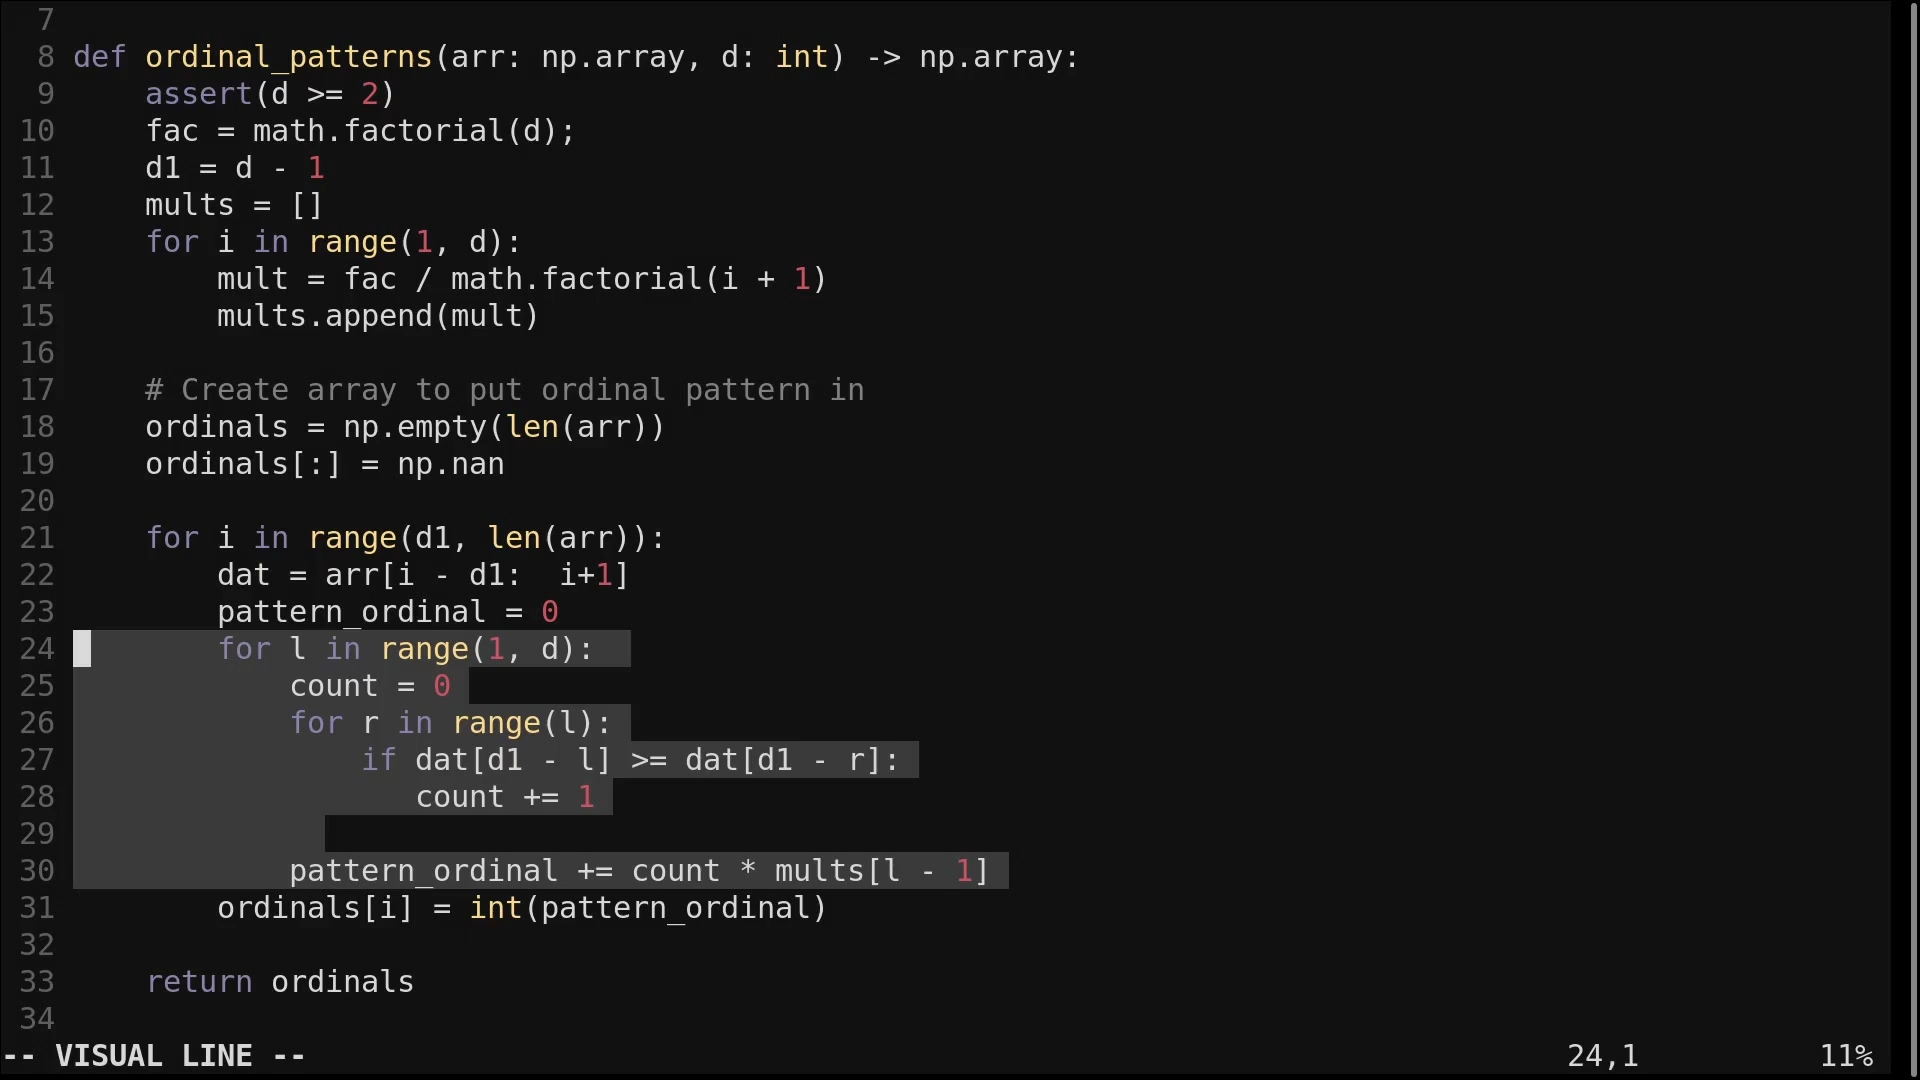 7
8 def ordinal_patterns(arr: np.array, d: int) -> np.array:
9     assert(d >= 2)
10     fac = math.factorial(d);
11     d1 = d - 1
12     mults = []
13     for i in range(1, d):
14         mult = fac / math.factorial(i + 1)
15         mults.append(mult)
16
17     # Create array to put ordinal pattern in
18     ordinals = np.empty(len(arr))
19     ordinals[:] = np.nan
20
21     for i in range(d1, len(arr)):
22         dat = arr[i - d1:  i+1]
23         pattern_ordinal = 0
24         for l in range(1, d):
25             count = 0
26             for r in range(l):
27                 if dat[d1 - l] >= dat[d1 - r]:
28                    count += 1
29
30             pattern_ordinal += count * mults[l - 1]
31         ordinals[i] = int(pattern_ordinal)
32
33     return ordinals
34
-- VISUAL LINE -- 24,1 11%